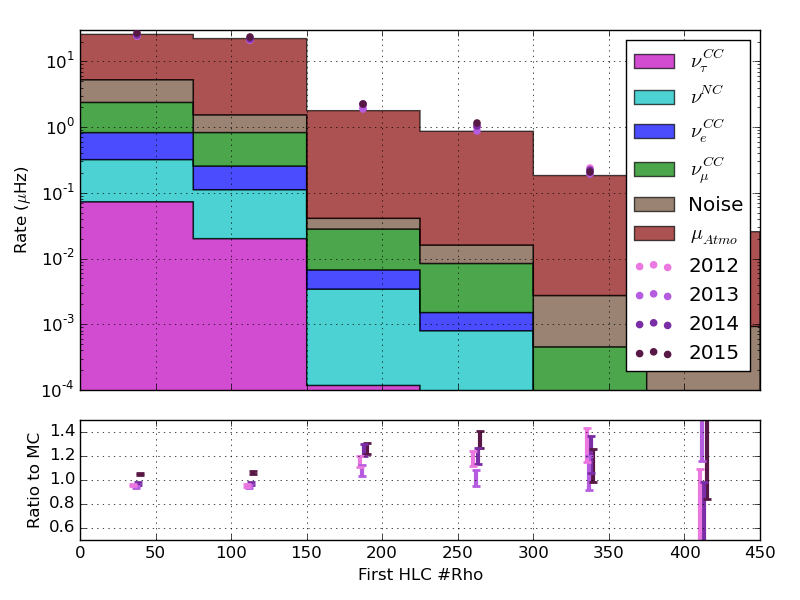 10¹
10⁰
10⁻¹
10⁻²
10⁻³
10⁻⁴
Rate (μHz)
ν_τ^CC
ν^NC
ν_e^CC
ν_μ^CC
Noise
μ_Atmo
2012
2013
2014
2015
1.4
1.2
1.0
0.8
0.6
Ratio to MC
0 50 100 150 200 250 300 350 400 450
First HLC #Rho